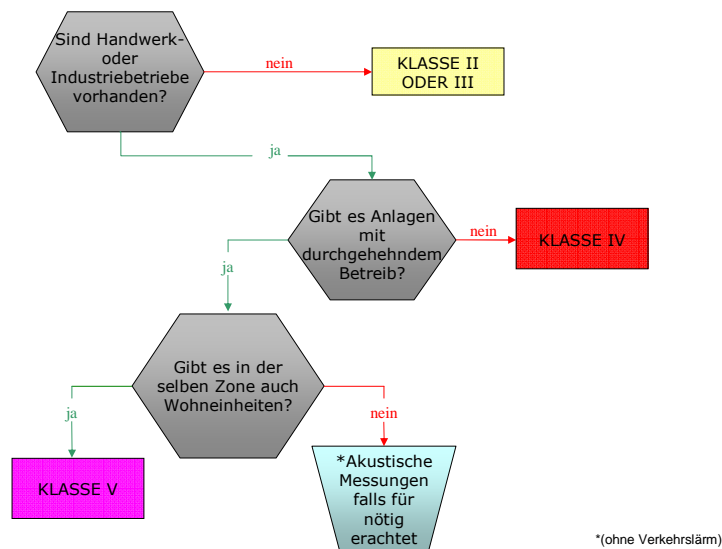 Sind Handwerk-
oder
Industriebetriebe
vorhanden?
nein
KLASSE II
ODER III
ja
Gibt es Anlagen
mit
durchgehehndem
Betreib?
nein
KLASSE IV
ja
Gibt es in der
selben Zone auch
Wohneinheiten?
ja
nein
KLASSE V
*Akustische
Messungen
falls für
nötig
erachtet
*(ohne Verkehrslärm)